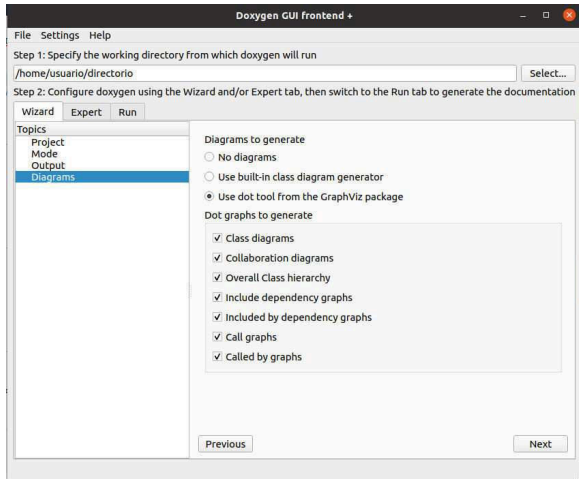 Doxygen GUI frontend +
File Settings Help
Step 1: Specify the working directory from which doxygen will run
/home/usuario/directorio
Select...
Step 2: Configure doxygen using the Wizard and/or Expert tab, then switch to the Run tab to generate the documentation
Wizard Expert Run
Topics
Project
Mode
Output
Diagrams
Diagrams to generate
No diagrams
Use built-in class diagram generator
Use dot tool from the GraphViz package
Dot graphs to generate
Class diagrams
Collaboration diagrams
Overall Class hierarchy
Include dependency graphs
Included by dependency graphs
Call graphs
Called by graphs
Previous
Next